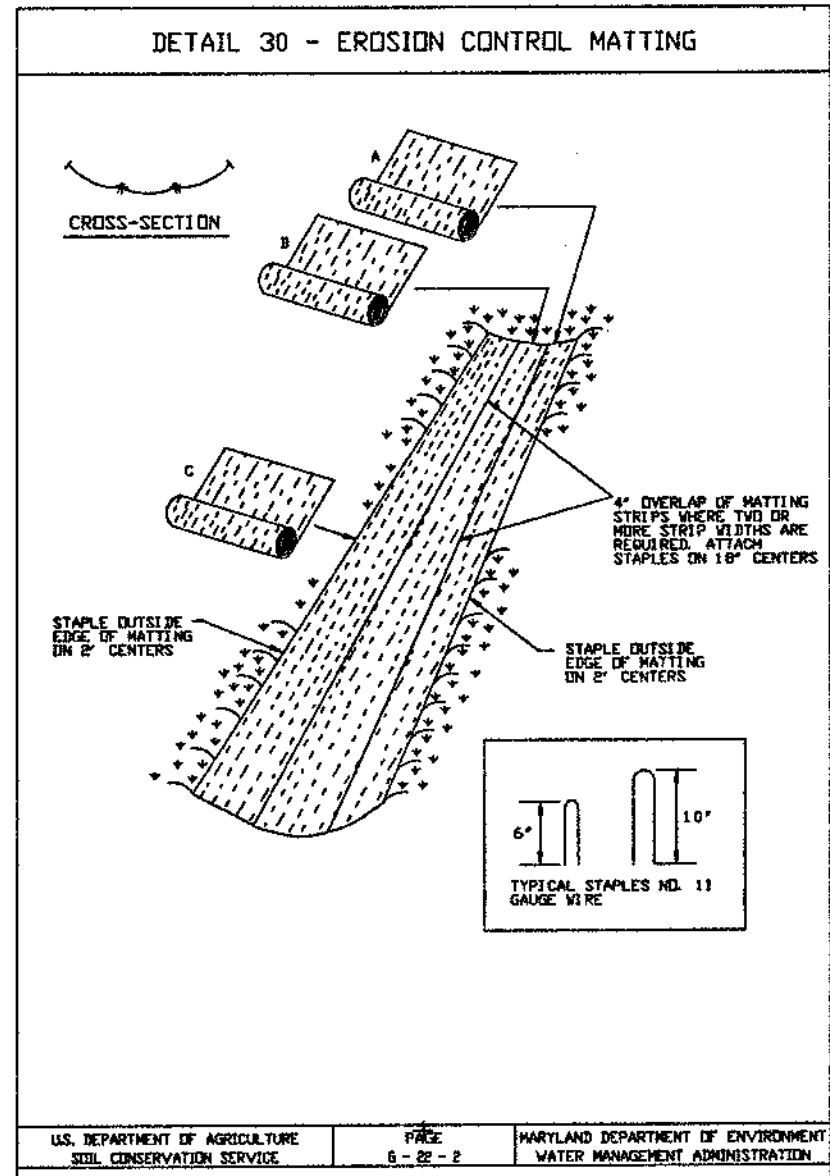 DETAIL 30 - EROSION CONTROL MATTING
A
CROSS-SECTION
B
C
4" OVERLAP OF MATTING
STRIPS WHERE TWO OR
MORE STRIP WIDTHS ARE
REQUIRED. ATTACH
STAPLES ON 18" CENTERS
STAPLE OUTSIDE
EDGE OF MATTING
ON 2' CENTERS
STAPLE OUTSIDE
EDGE OF MATTING
ON 2' CENTERS
6"
10"
TYPICAL STAPLES NO. 11
GAUGE WIRE
U.S. DEPARTMENT OF AGRICULTURE
SOIL CONSERVATION SERVICE
PAGE
G - 22 - 2
MARYLAND DEPARTMENT OF ENVIRONMENT
WATER MANAGEMENT ADMINISTRATION